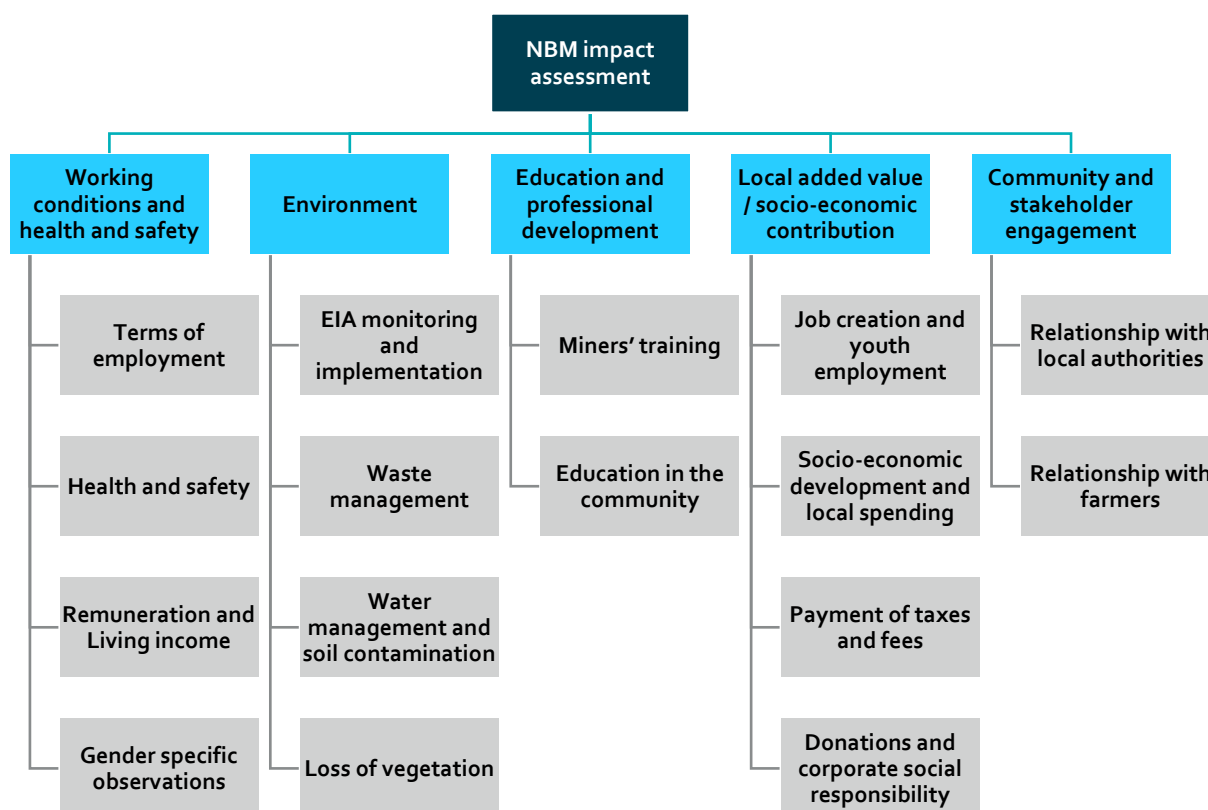 NBM impact
assessment
Working
conditions and
health and safety
Environment
Education and
professional
development
Local added value
/ socio-economic
contribution
Community and
stakeholder
engagement
Terms of
employment
Health and safety
Remuneration and
Living income
Gender specific
observations
EIA monitoring
and
implementation
Waste
management
Water
management and
soil contamination
Loss of vegetation
Miners’ training
Education in the
community
Job creation and
youth
employment
Socio-economic
development and
local spending
Payment of taxes
and fees
Donations and
corporate social
responsibility
Relationship with
local authorities
Relationship with
farmers